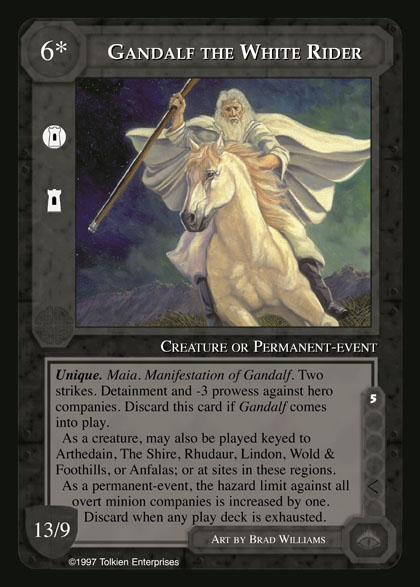 6*
GANDALF THE WHITE RIDER
CREATURE OR PERMANENT-EVENT
Unique. Maia. Manifestation of Gandalf. Two
strikes. Detainment and -3 prowess against hero
companies. Discard this card if Gandalf comes
into play.
As a creature, may also be played keyed to
Arthedain, The Shire, Rhudaur, Lindon, Wold &
Foothills, or Anfalas; or at sites in these regions.
As a permanent-event, the hazard limit against all
overt minion companies is increased by one.
Discard when any play deck is exhausted.
5
13/9
ART BY BRAD WILLIAMS
©1997 Tolkien Enterprises